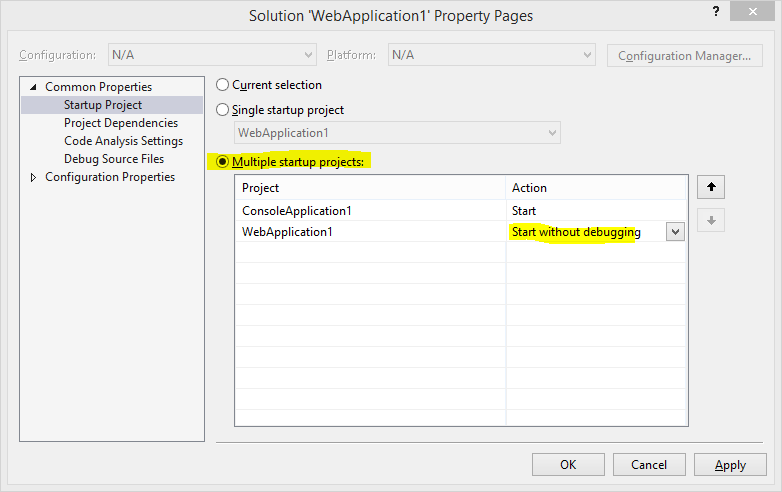 Solution 'WebApplication1' Property Pages
?
Configuration: N/A Platform: N/A Configuration Manager...
Common Properties
Startup Project
Project Dependencies
Code Analysis Settings
Debug Source Files
Configuration Properties
Current selection
Single startup project
WebApplication1
Multiple startup projects:
Project Action
ConsoleApplication1 Start
WebApplication1 Start without debugging
OK Cancel Apply